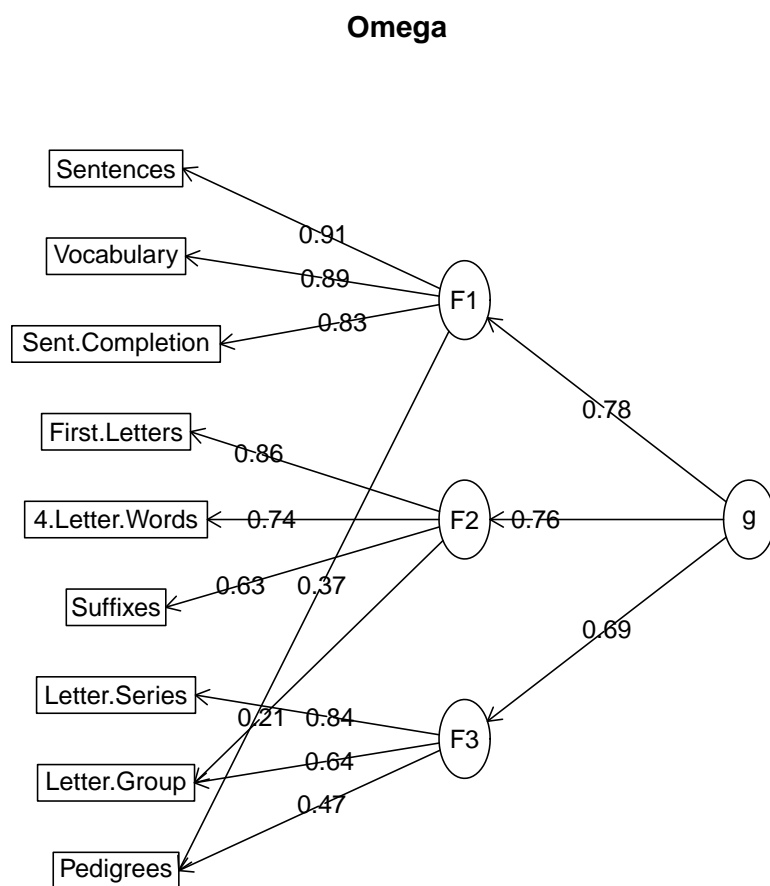 Omega
Sentences
0.91
Vocabulary
0.89
F1
Sent.Completion
0.83
0.78
First.Letters
0.86
4.Letter.Words
0.74
F2
0.76
g
Suffixes
0.63
0.37
0.69
Letter.Series
0.21
0.84
F3
Letter.Group
0.64
0.47
Pedigrees